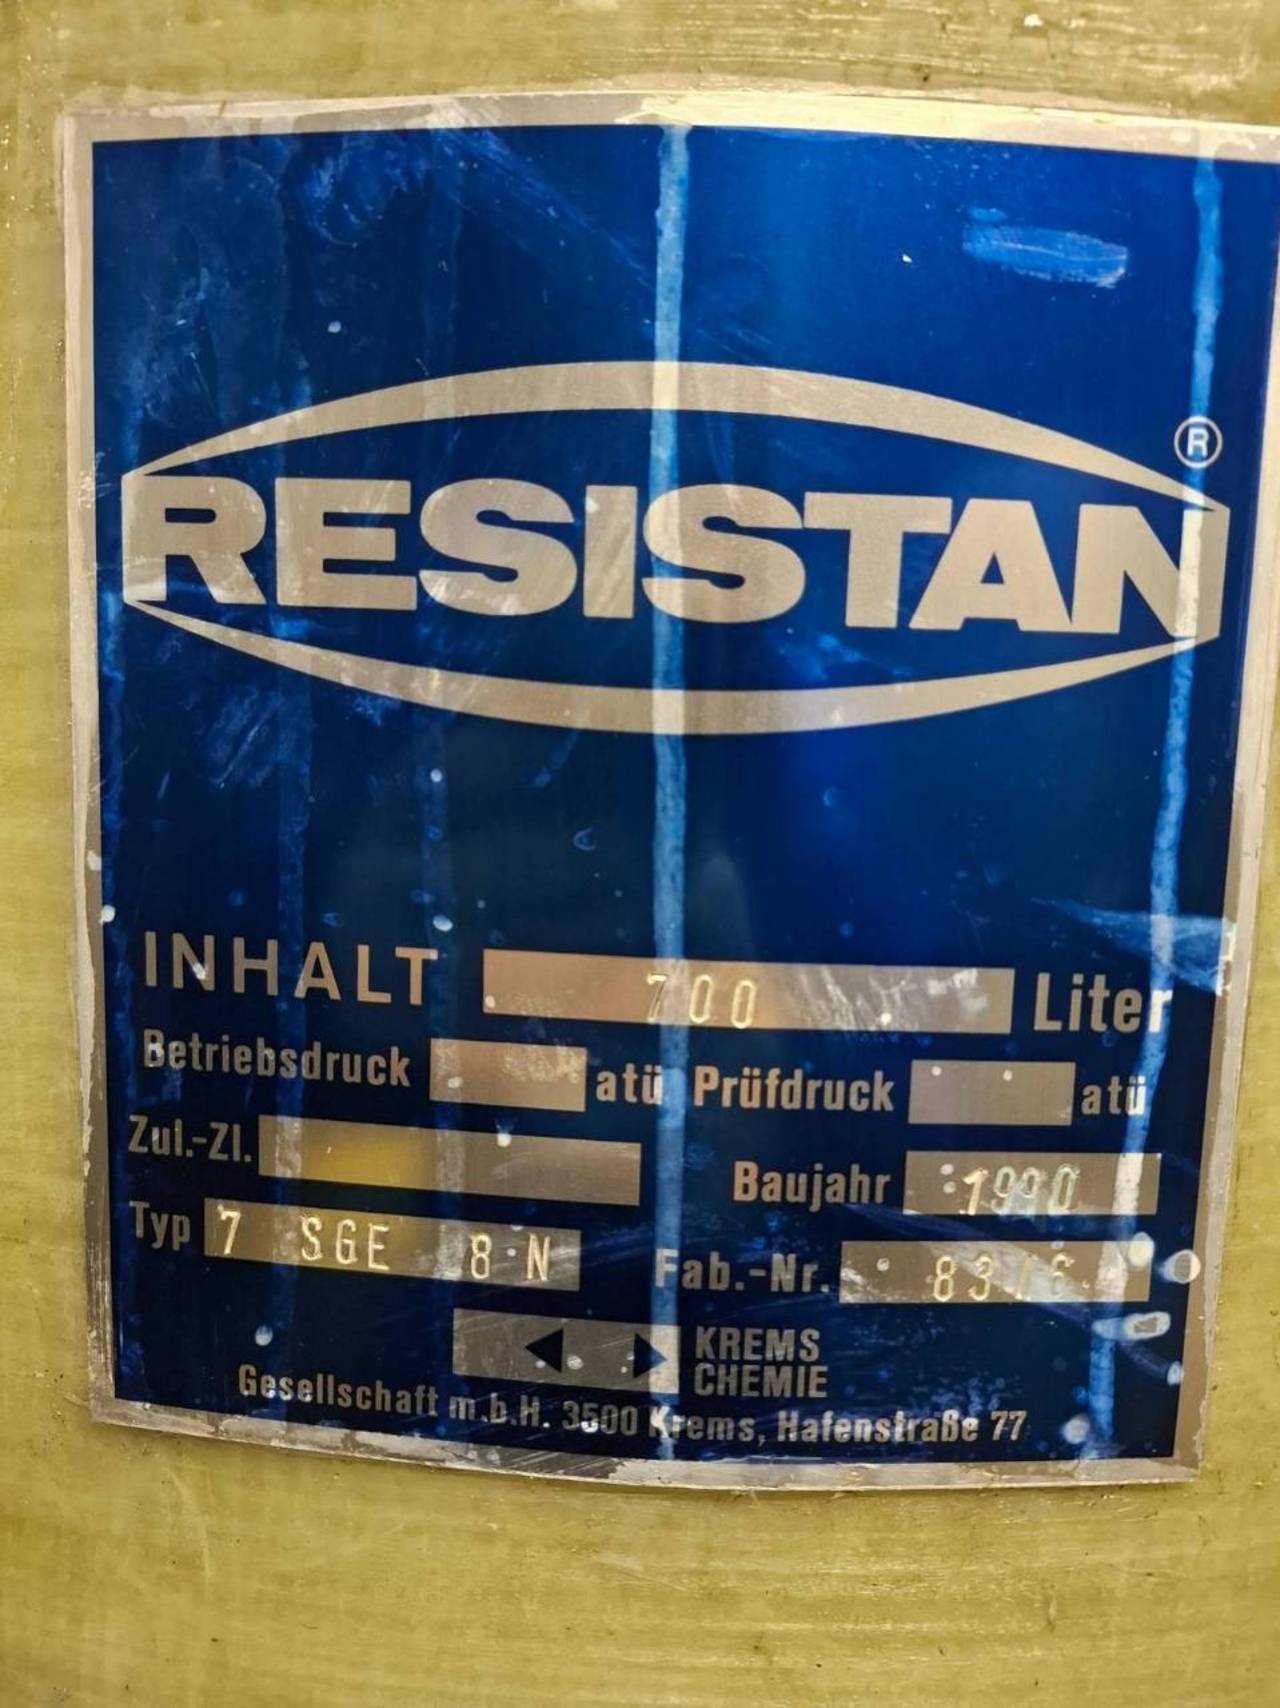 RESISTAN ®
INHALT 700 Liter
Betriebsdruck atü Prüfdruck atü
Zul.-Zl.
Baujahr 1990
Typ 7 SGE 8·N
Fab.-Nr.
KREMS
CHEMIE
Gesellschaft m.b.H. 3500 Krems, Hafenstraße 77